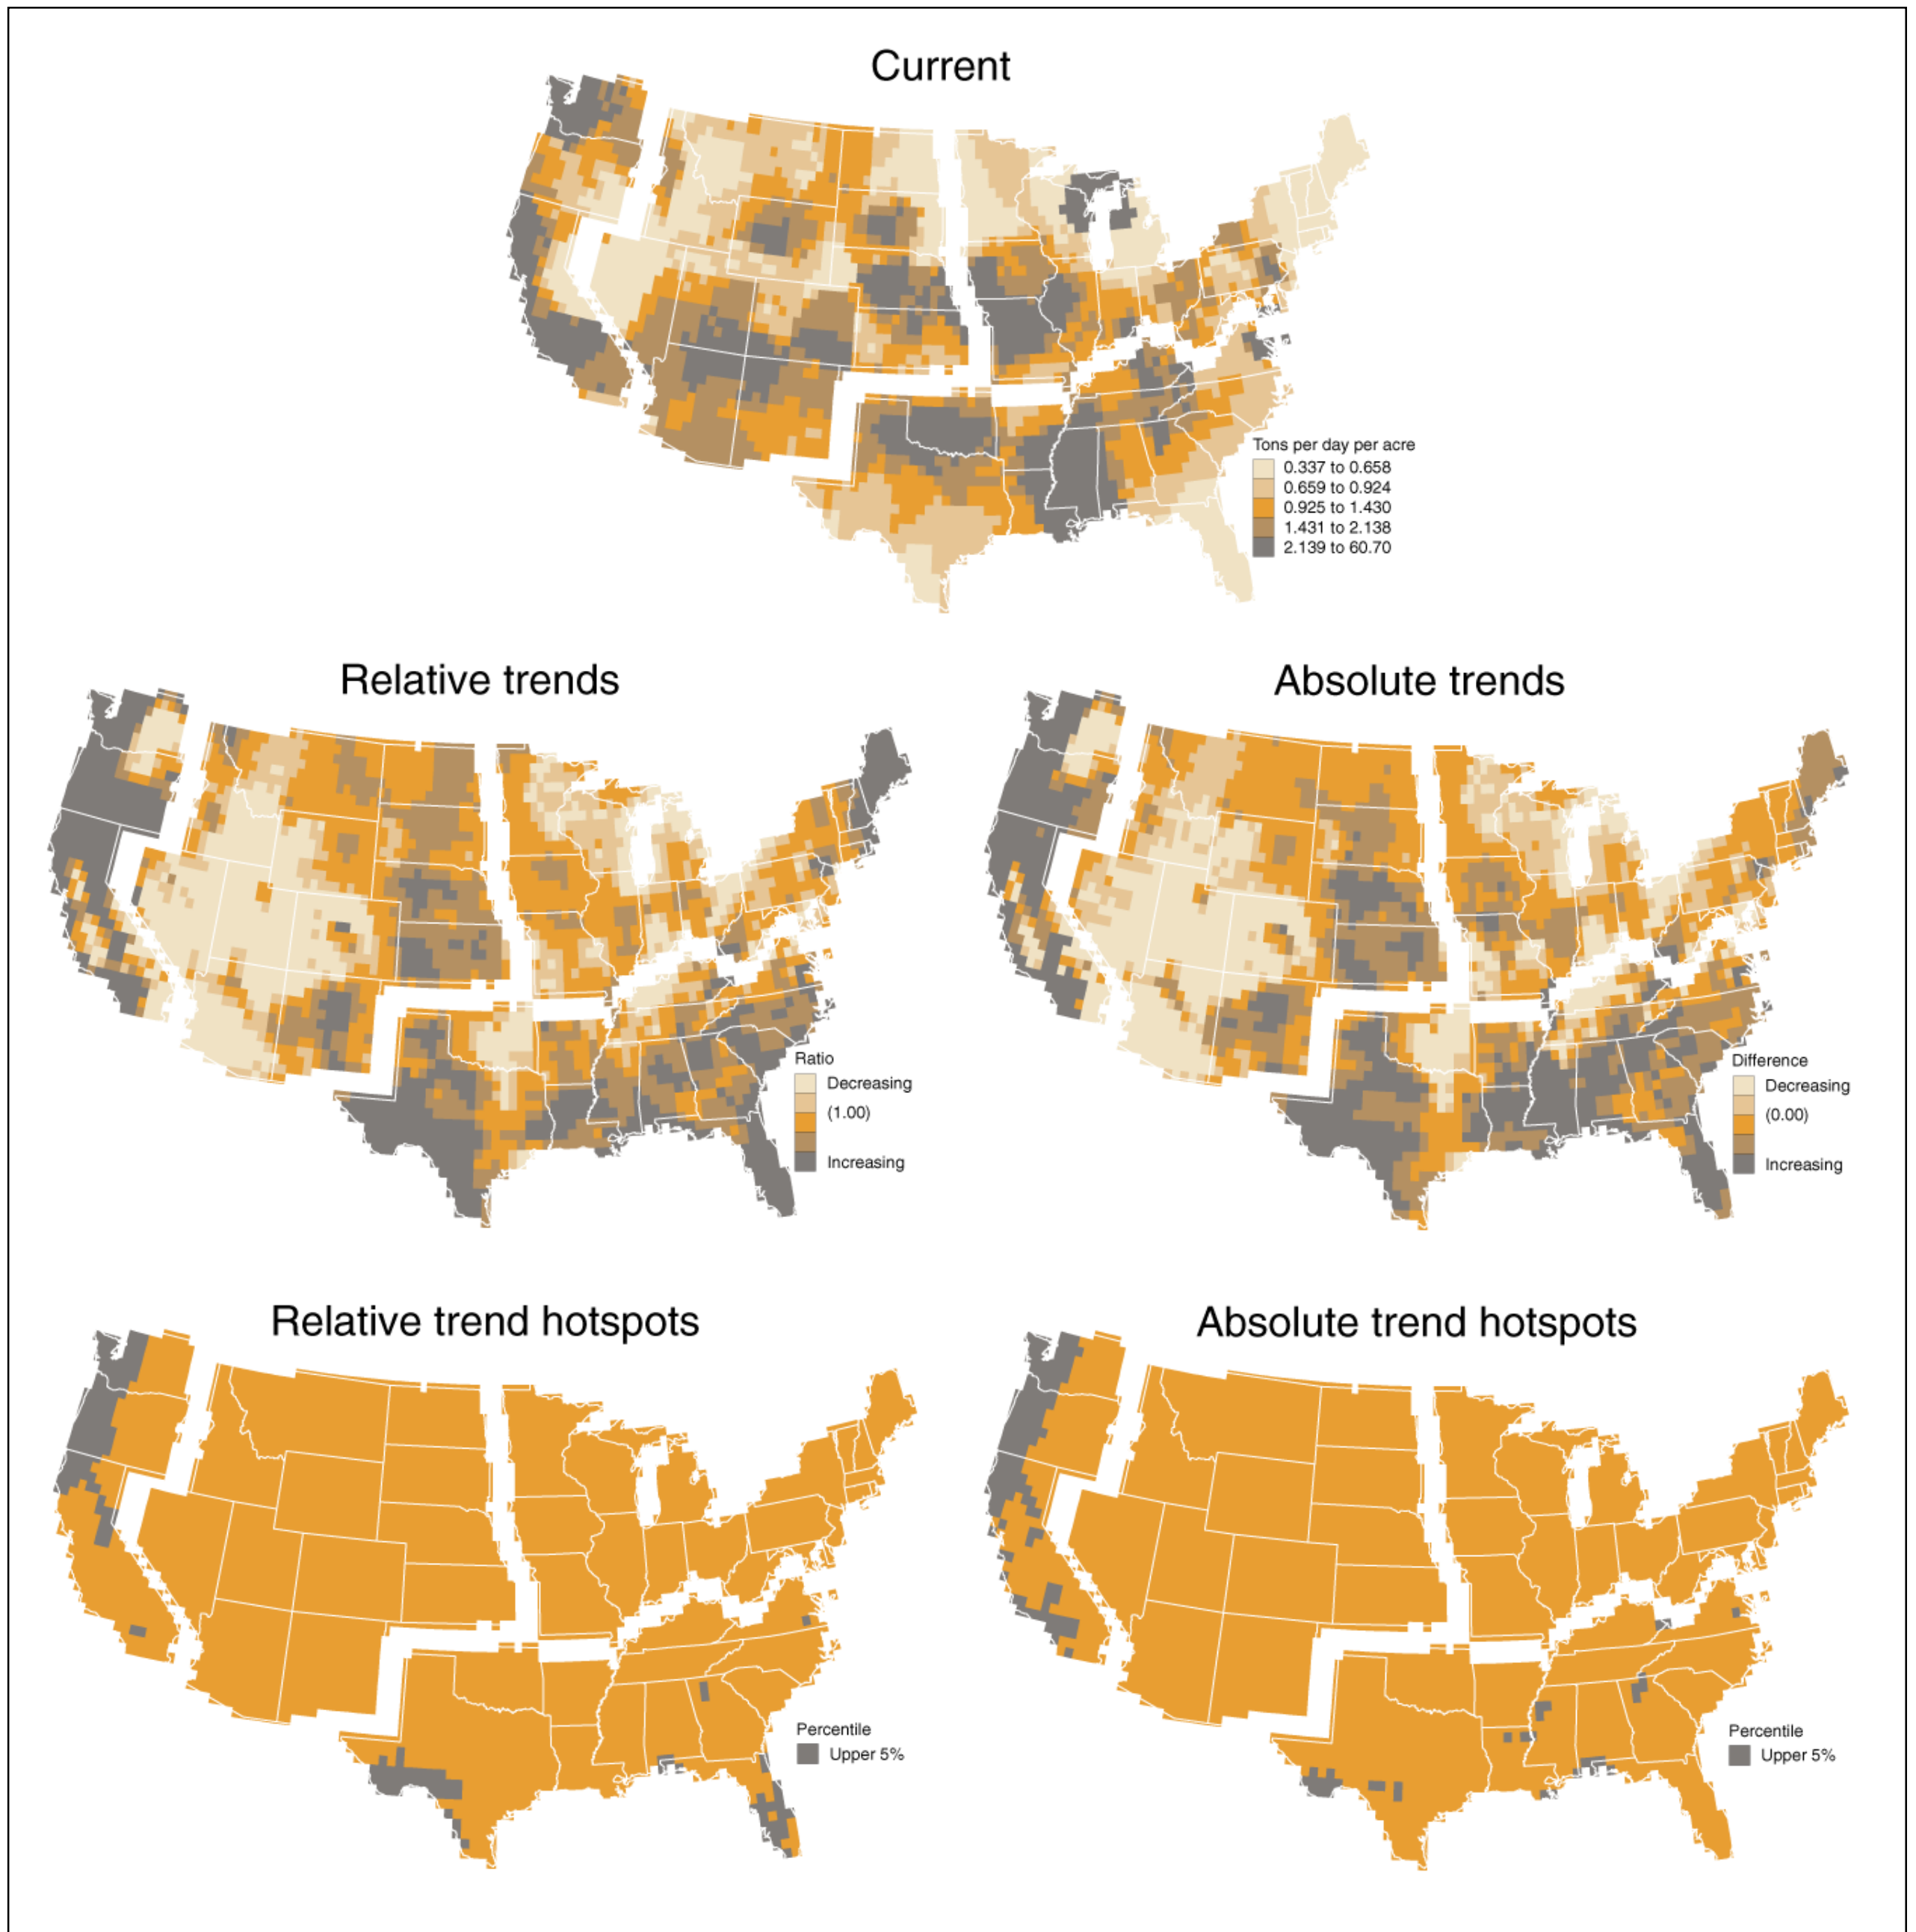 Current
Tons per day per acre
0.337 to 0.658
0.659 to 0.924
0.925 to 1.430
1.431 to 2.138
2.139 to 60.70
Relative trends
Absolute trends
Ratio
Decreasing
(1.00)
Increasing
Difference
Decreasing
(0.00)
Increasing
Relative trend hotspots
Absolute trend hotspots
Percentile
Upper 5%
Percentile
Upper 5%